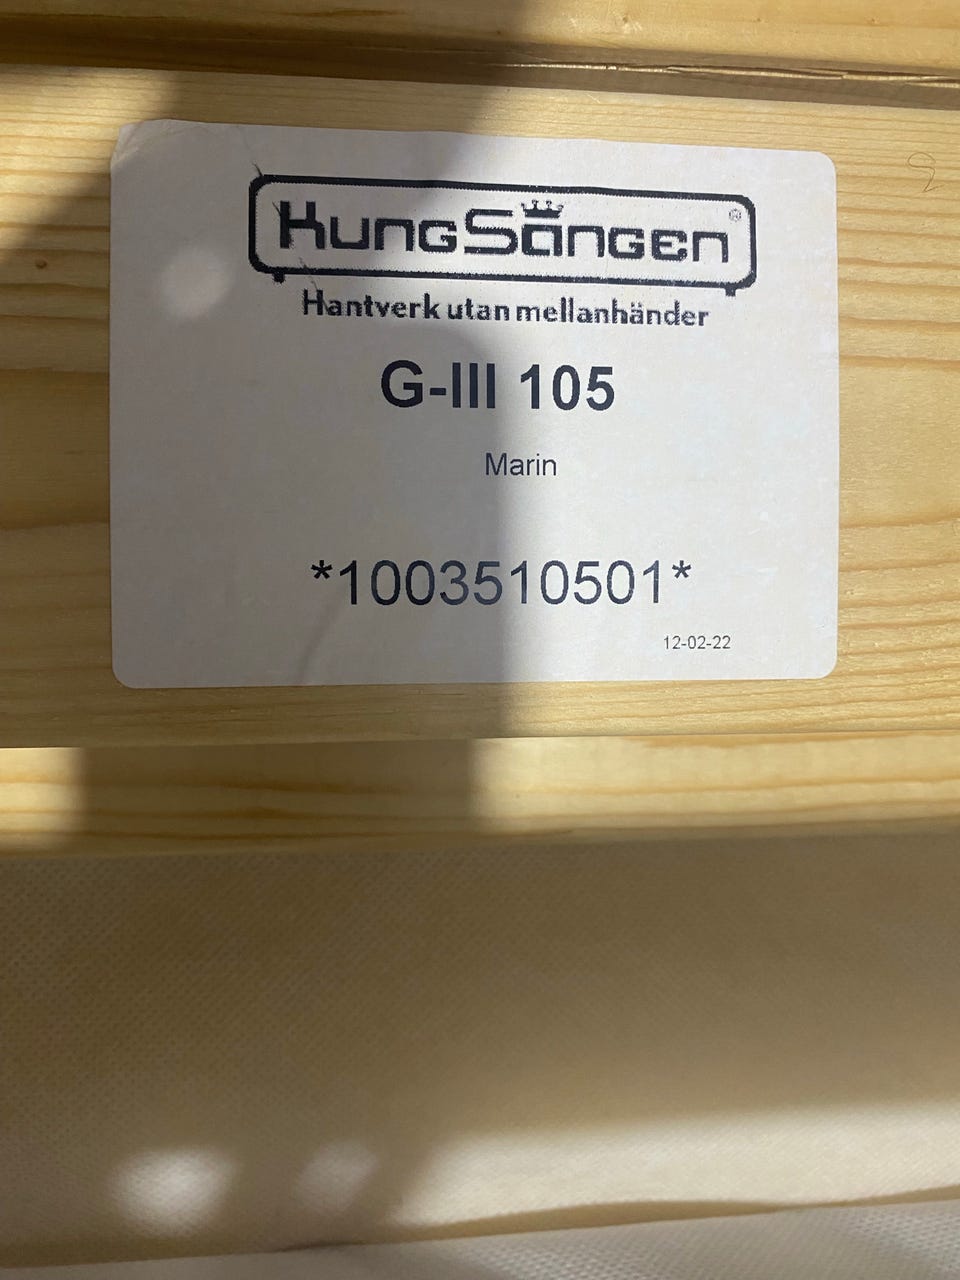 KungSängen®
Hantverk utan mellanhänder
G-III 105
Marin
*1003510501*
12-02-22